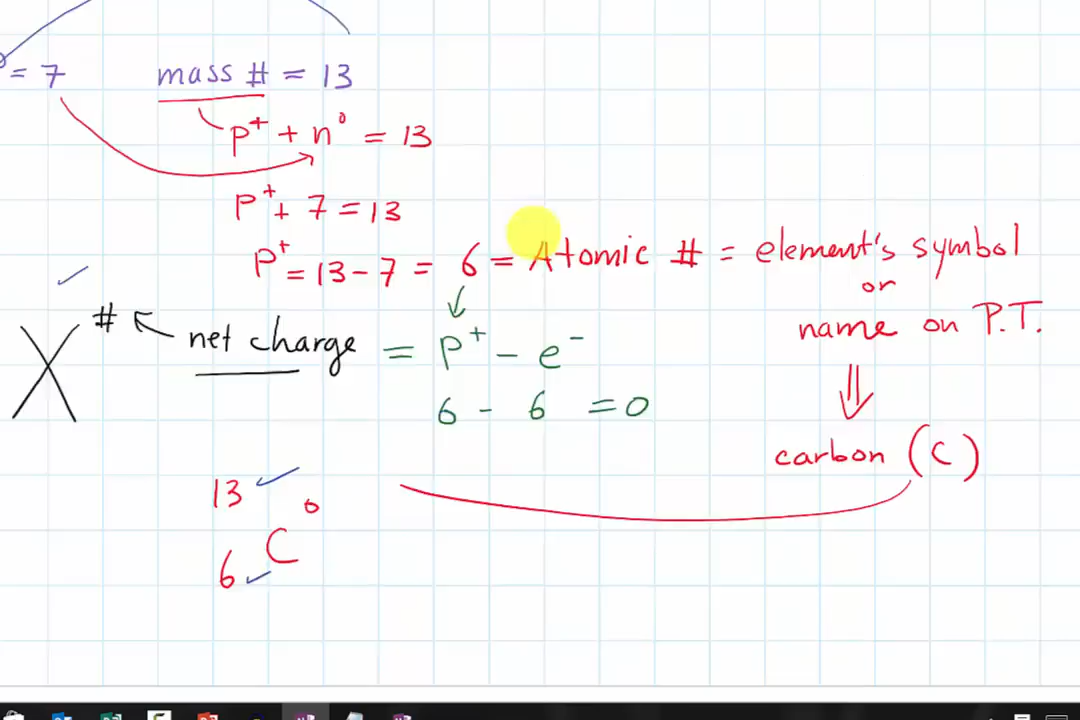 = 7 mass # = 13
p⁺ + n⁰ = 13
p⁺ + 7 = 13
p⁺ = 13 - 7 = 6 = Atomic # = element's symbol
or
name on P.T.
X # net charge = p⁺ - e⁻
6 - 6 = 0
carbon (C)
13 0
C
6